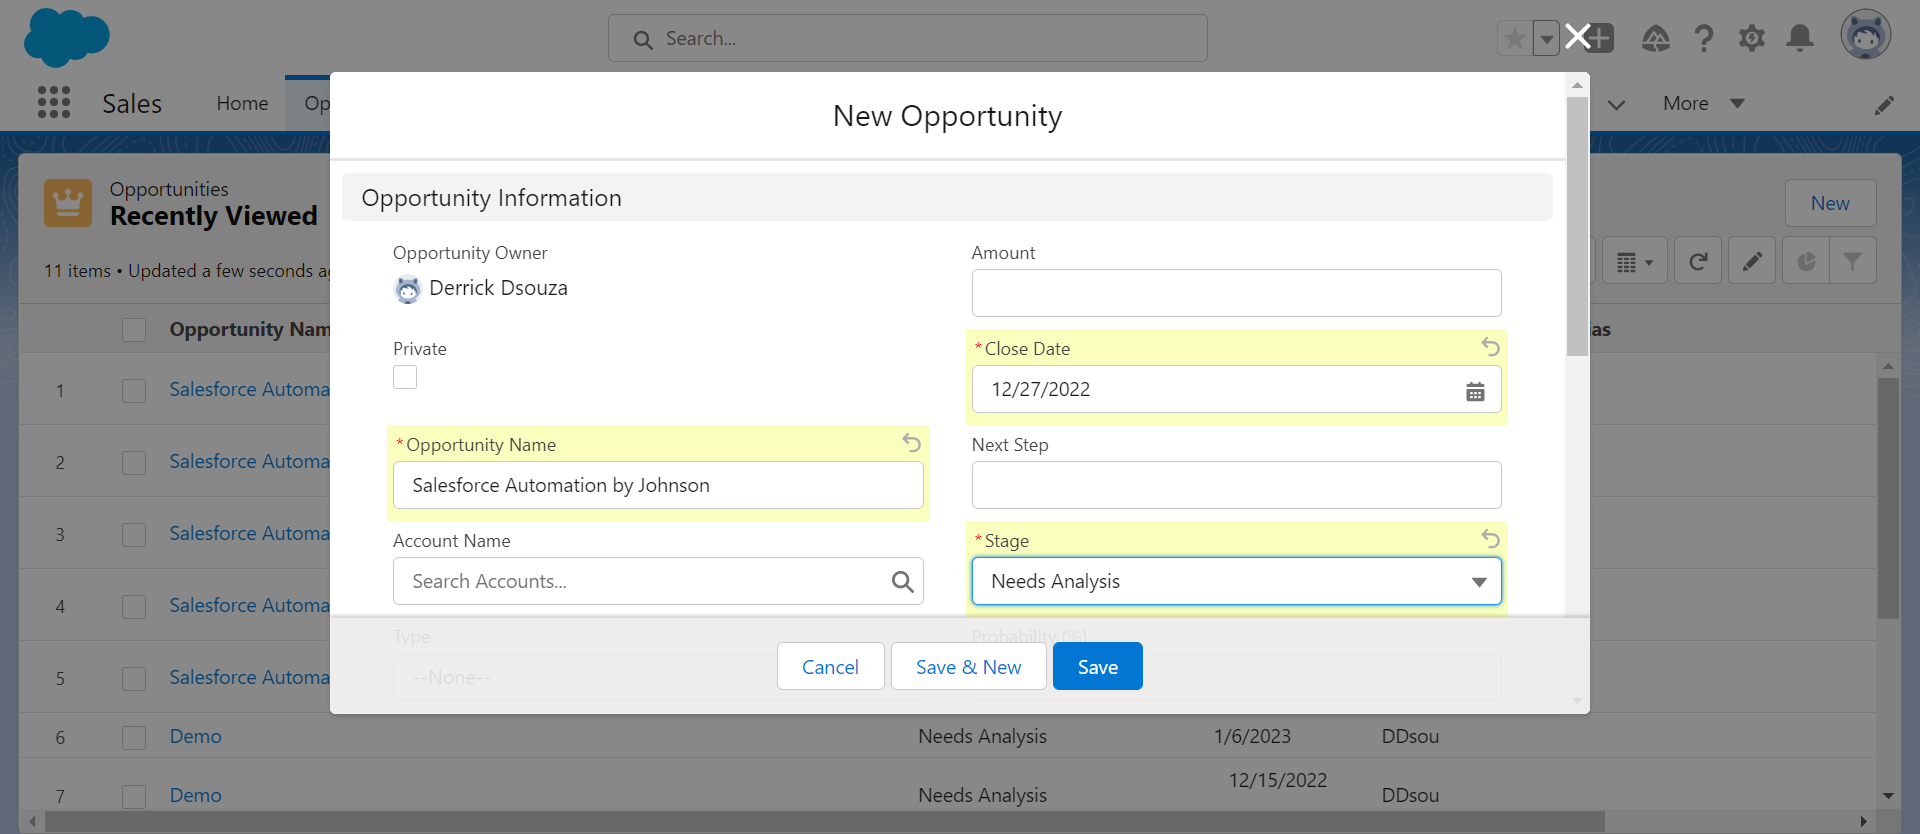 Search...
Sales
Home
Op
More
New Opportunity
Opportunities
Recently Viewed
New
11 items • Updated a few seconds a
Opportunity Information
Opportunity Owner
Derrick Dsouza
Amount
Private
*Close Date
12/27/2022
*Opportunity Name
Salesforce Automation by Johnson
Next Step
Account Name
Search Accounts...
*Stage
Needs Analysis
Type
--None--
Probability (%)
Cancel
Save & New
Save
Opportunity Nam
as
1
Salesforce Automa
2
Salesforce Automa
3
Salesforce Automa
4
Salesforce Automa
5
Salesforce Automa
6 Demo Needs Analysis 1/6/2023 DDsou
12/15/2022
7 Demo Needs Analysis DDsou